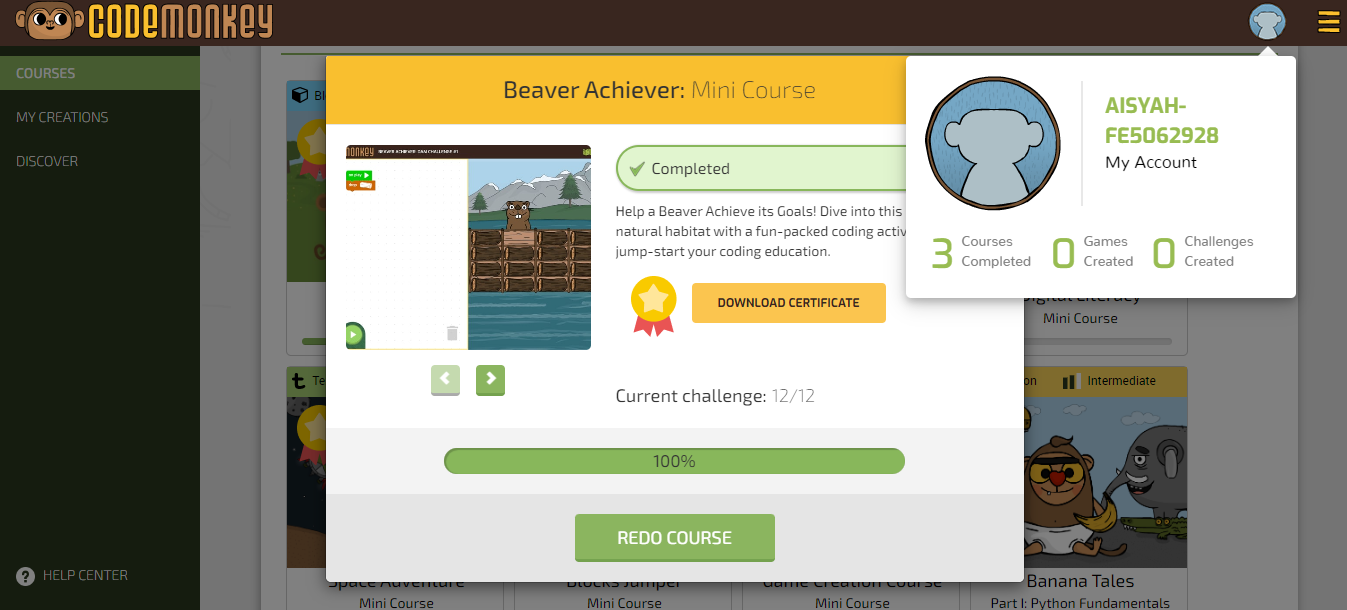 CODEMONKEY
COURSES
MY CREATIONS
DISCOVER
HELP CENTER
Beaver Achiever: Mini Course
BEAVER ACHIEVER: DAM CHALLENGE #1
Completed
Help a Beaver Achieve its Goals! Dive into this
natural habitat with a fun-packed coding
jump-start your coding education.
DOWNLOAD CERTIFICATE
Current challenge: 12/12
100%
REDO COURSE
AISYAH-
FE5062928
My Account
3 Courses Completed
0 Games Created
0 Challenges Created
Digital Literacy
Mini Course
Intermediate
Space Adventure
Mini Course
Blocks Jumper
Mini Course
Game Creation Course
Mini Course
Banana Tales
Part I: Python Fundamentals